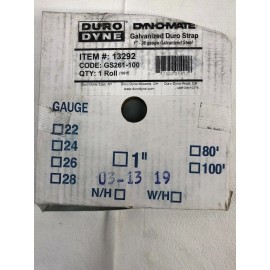 DURO DYNE
DYN-O-MATE
Galvanized Duro Strap
ITEM #: 13292
CODE: GS261-100
QTY: 1 Roll
GAUGE
22
24
26
28
1"
80'
100'
03-13 19
N/H
W/H